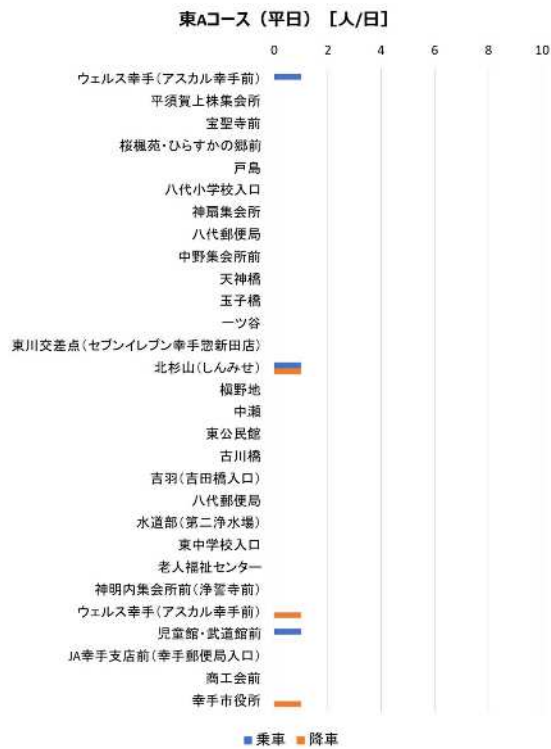 東Aコース（平日）［人/日］
0 2 4 6 8 10
ウェルス幸手（アスカル幸手前）
平須賀上株集会所
宝聖寺前
桜楓苑・ひらすかの郷前
戸島
八代小学校入口
神扇集会所
八代郵便局
中野集会所前
天神橋
玉子橋
一ツ谷
東川交差点（セブンイレブン幸手惣新田店）
北杉山（しんみせ）
槇野地
中瀬
東公民館
古川橋
吉羽（吉田橋入口）
八代郵便局
水道部（第二浄水場）
東中学校入口
老人福祉センター
神明内集会所前（浄誓寺前）
ウェルス幸手（アスカル幸手前）
児童館・武道館前
JA幸手支店前（幸手郵便局入口）
商工会前
幸手市役所
乗車 降車